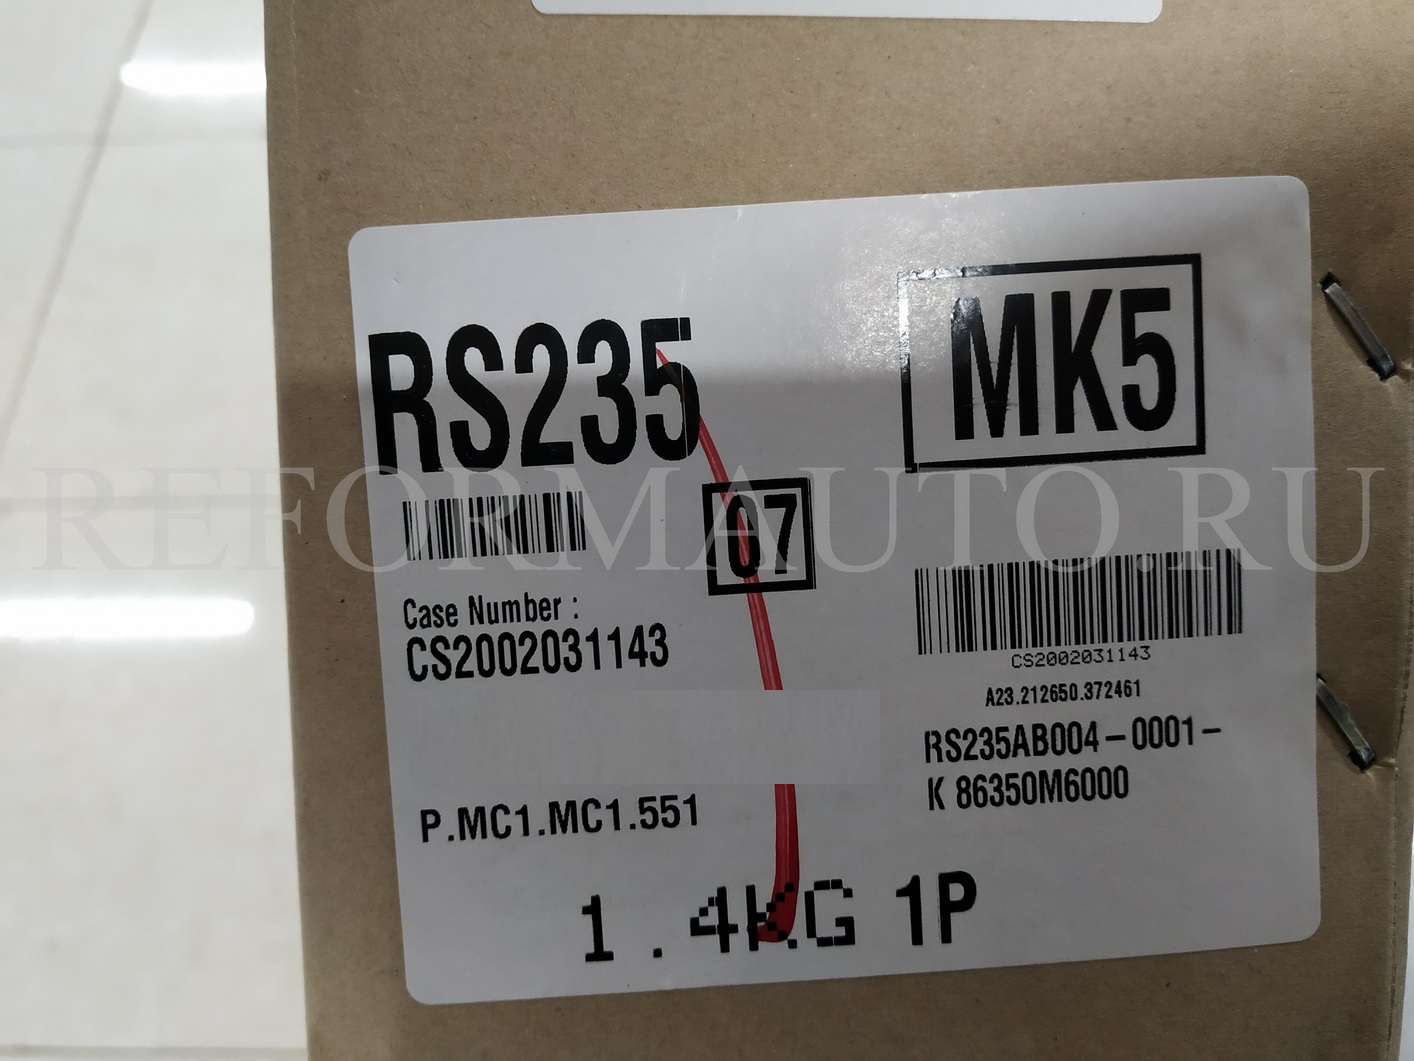 RS235
MK5
07
Case Number :
CS2002031143
CS2002031143
A23.212650.372461
RS235AB004-0001-
K 86350M6000
P.MC1.MC1.551
1.4KG 1P
REFORMAUTO.RU